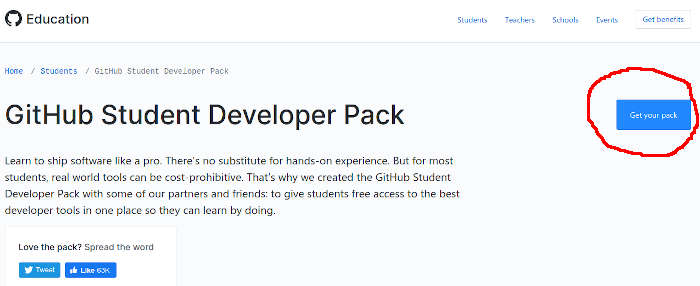 Education
Students Teachers Schools Events Get benefits
Home / Students / GitHub Student Developer Pack
GitHub Student Developer Pack
Get your pack
Learn to ship software like a pro. There's no substitute for hands-on experience. But for most
students, real world tools can be cost-prohibitive. That's why we created the GitHub Student
Developer Pack with some of our partners and friends: to give students free access to the best
developer tools in one place so they can learn by doing.
Love the pack? Spread the word
Tweet Like 63K